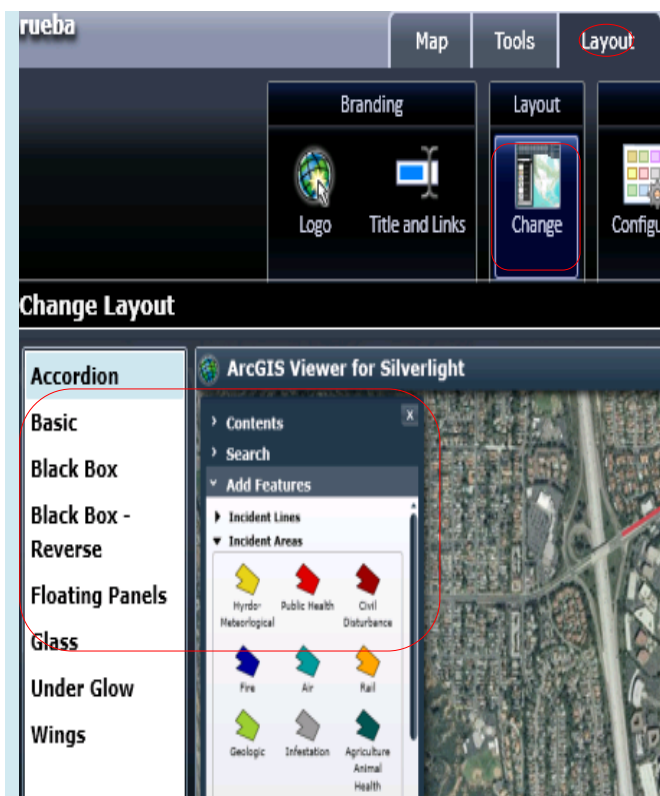 rueba
Map Tools Layout
Branding Layout
Logo Title and Links Change Configu
Change Layout
Accordion
Basic
Black Box
Black Box -
Reverse
Floating Panels
Glass
Under Glow
Wings
ArcGIS Viewer for Silverlight
x
Contents
Search
Add Features
Incident Lines
Incident Areas
Hyrdo-
Meteorlogical
Public Health
Civil
Disturbance
Fire Air Rail
Geologic Infestation Agriculture
Animal
Health